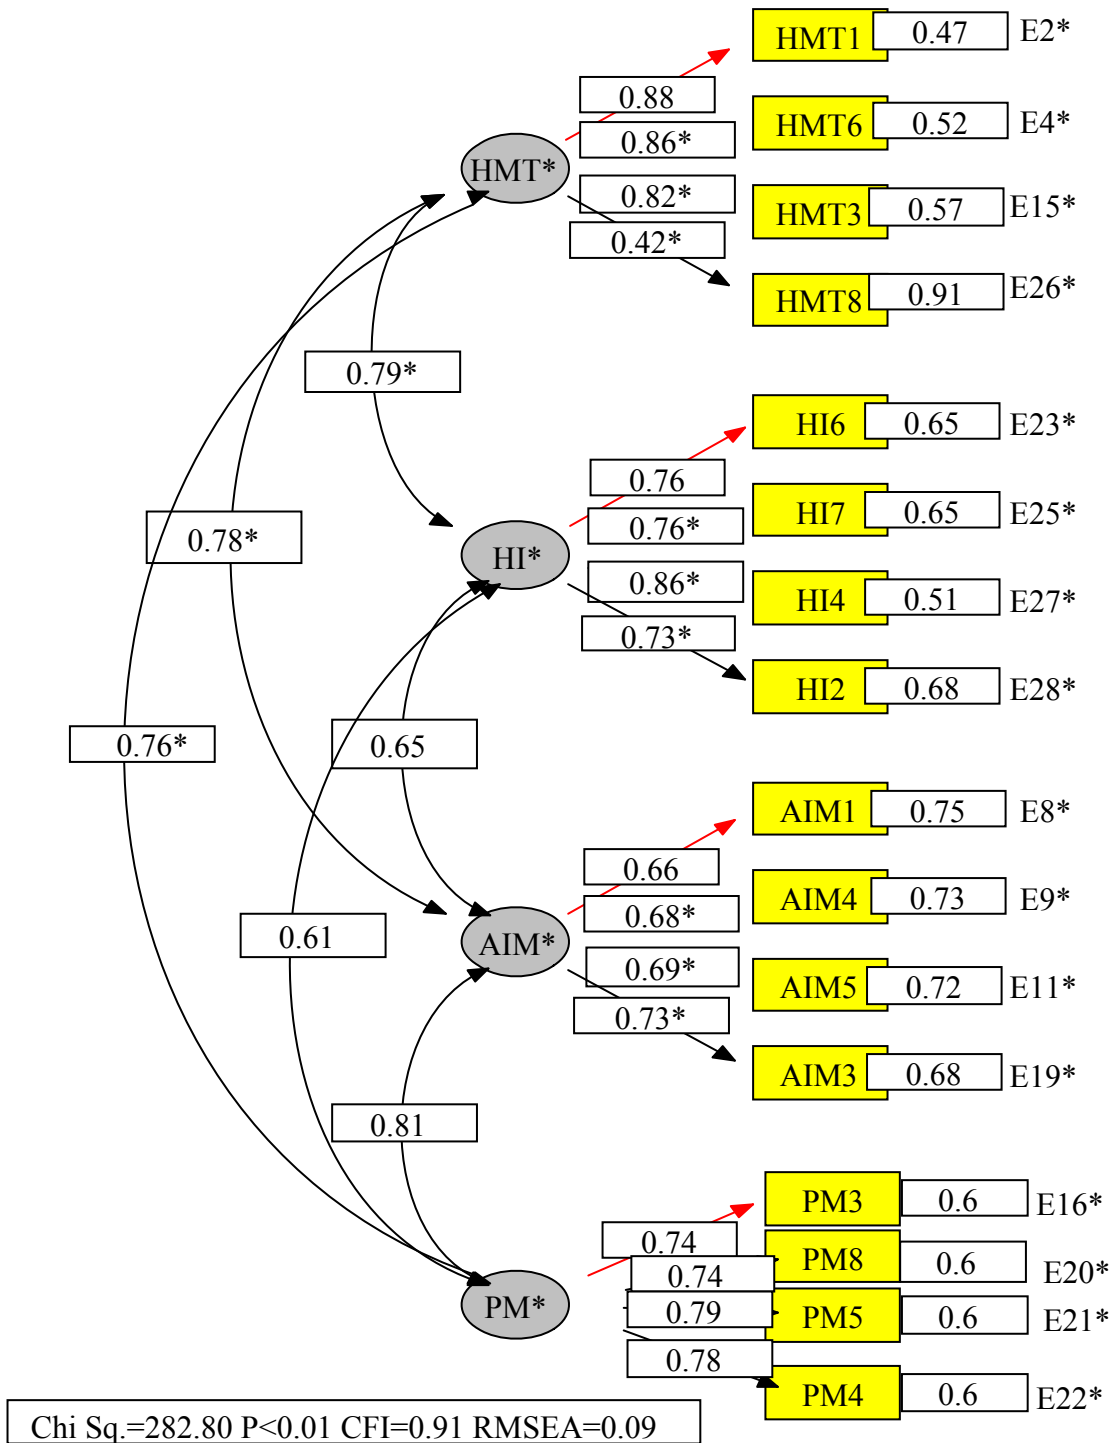 HMT1 0.47 E2*
0.88
HMT6 0.52 E4*
0.86*
HMT*
0.82*
HMT3 0.57 E15*
0.42*
HMT8 0.91 E26*
0.79*
HI6 0.65 E23*
0.76
HI7 0.65 E25*
0.76*
0.78*
HI*
0.86*
HI4 0.51 E27*
0.73*
HI2 0.68 E28*
0.76*
0.65
AIM1 0.75 E8*
0.66
AIM4 0.73 E9*
0.68*
0.61
AIM*
0.69*
AIM5 0.72 E11*
0.73*
AIM3 0.68 E19*
0.81
PM3 0.6 E16*
0.74
PM8 0.6 E20*
0.74
PM*
0.79
PM5 0.6 E21*
0.78
PM4 0.6 E22*
Chi Sq.=282.80 P<0.01 CFI=0.91 RMSEA=0.09